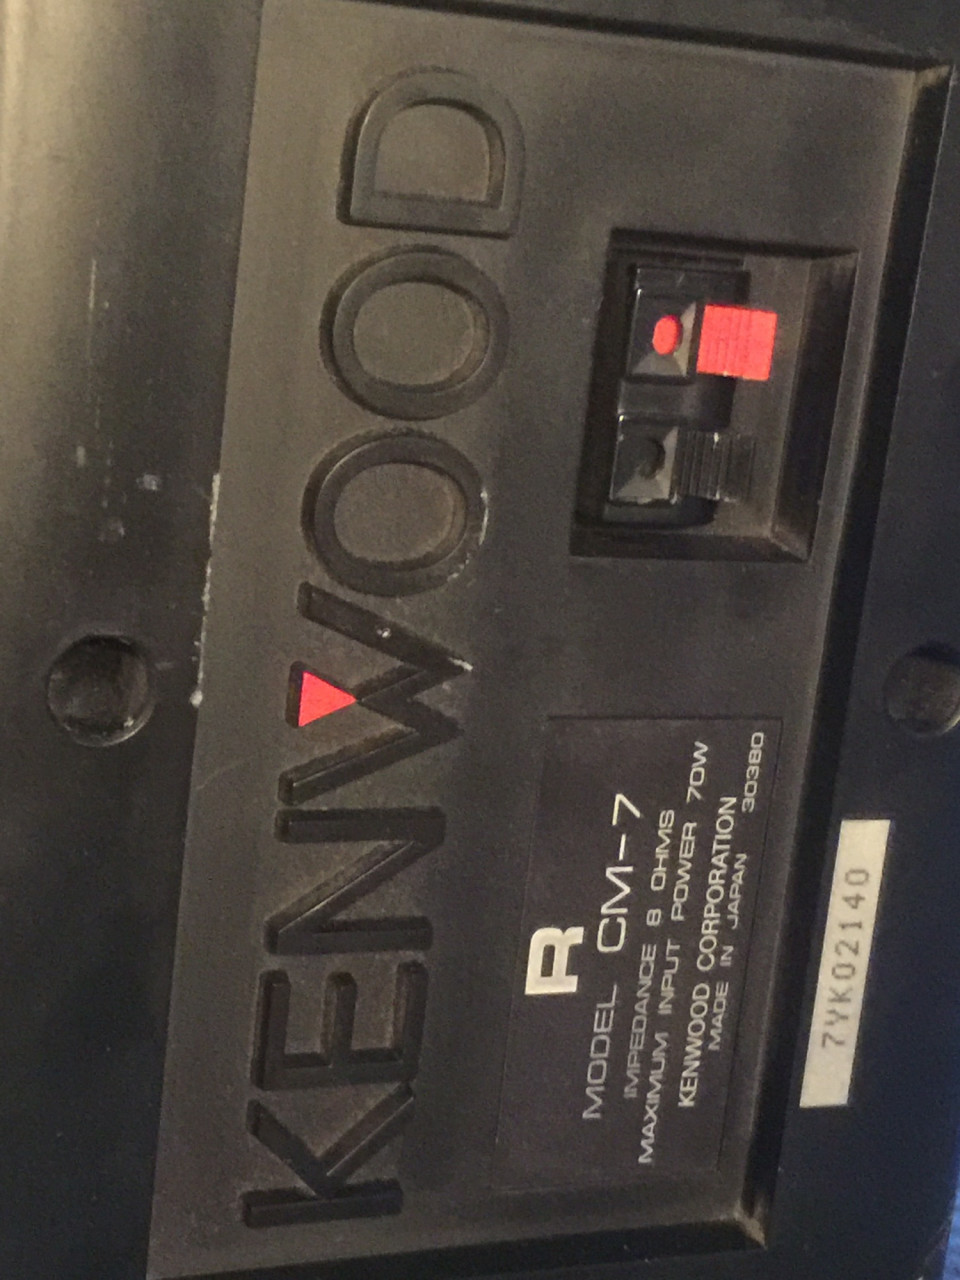 KENWOOD
R
MODEL CM-7
IMPEDANCE 8 OHMS
MAXIMUM INPUT POWER 70W
KENWOOD CORPORATION
MADE IN JAPAN 30380
7YK02140